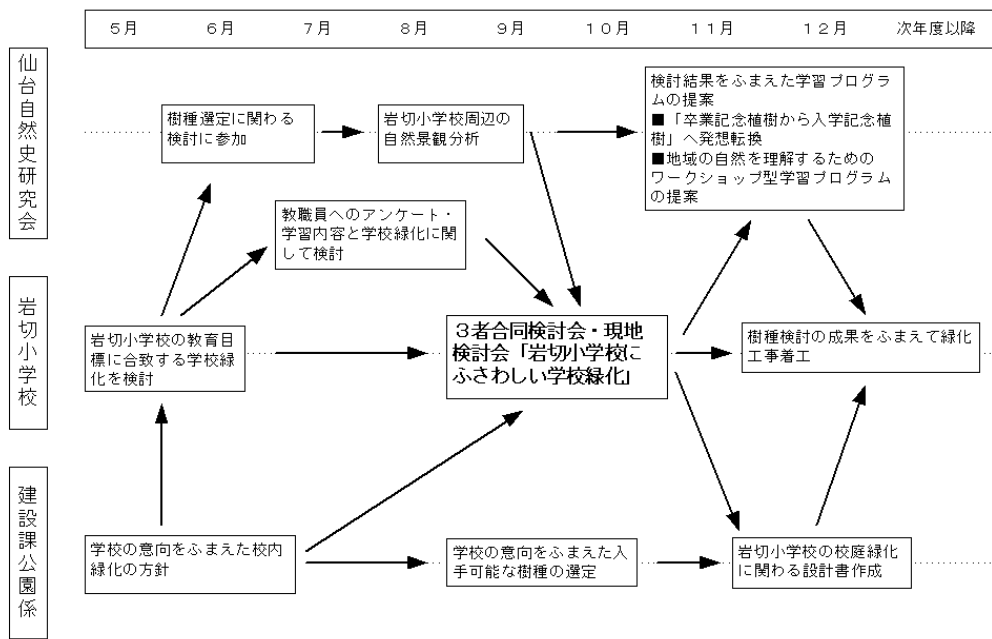 5月 6月 7月 8月 9月 10月 11月 12月 次年度以降
仙台自然史研究会
樹種選定に関わる
検討に参加
岩切小学校周辺の
自然景観分析
検討結果をふまえた学習プログラ
ムの提案
■「卒業記念植樹から入学記念植
樹」へ発想転換
■地域の自然を理解するための
ワークショップ型学習プログラム
の提案
教職員へのアンケート・
学習内容と学校緑化に関
して検討
岩切小学校
岩切小学校の教育目
標に合致する学校緑
化を検討
3者合同検討会・現地
検討会「岩切小学校に
ふさわしい学校緑化」
樹種検討の成果をふまえて緑化
工事着工
建設課公園係
学校の意向をふまえた校内
緑化の方針
学校の意向をふまえた入
手可能な樹種の選定
岩切小学校の校庭緑化
に関わる設計書作成